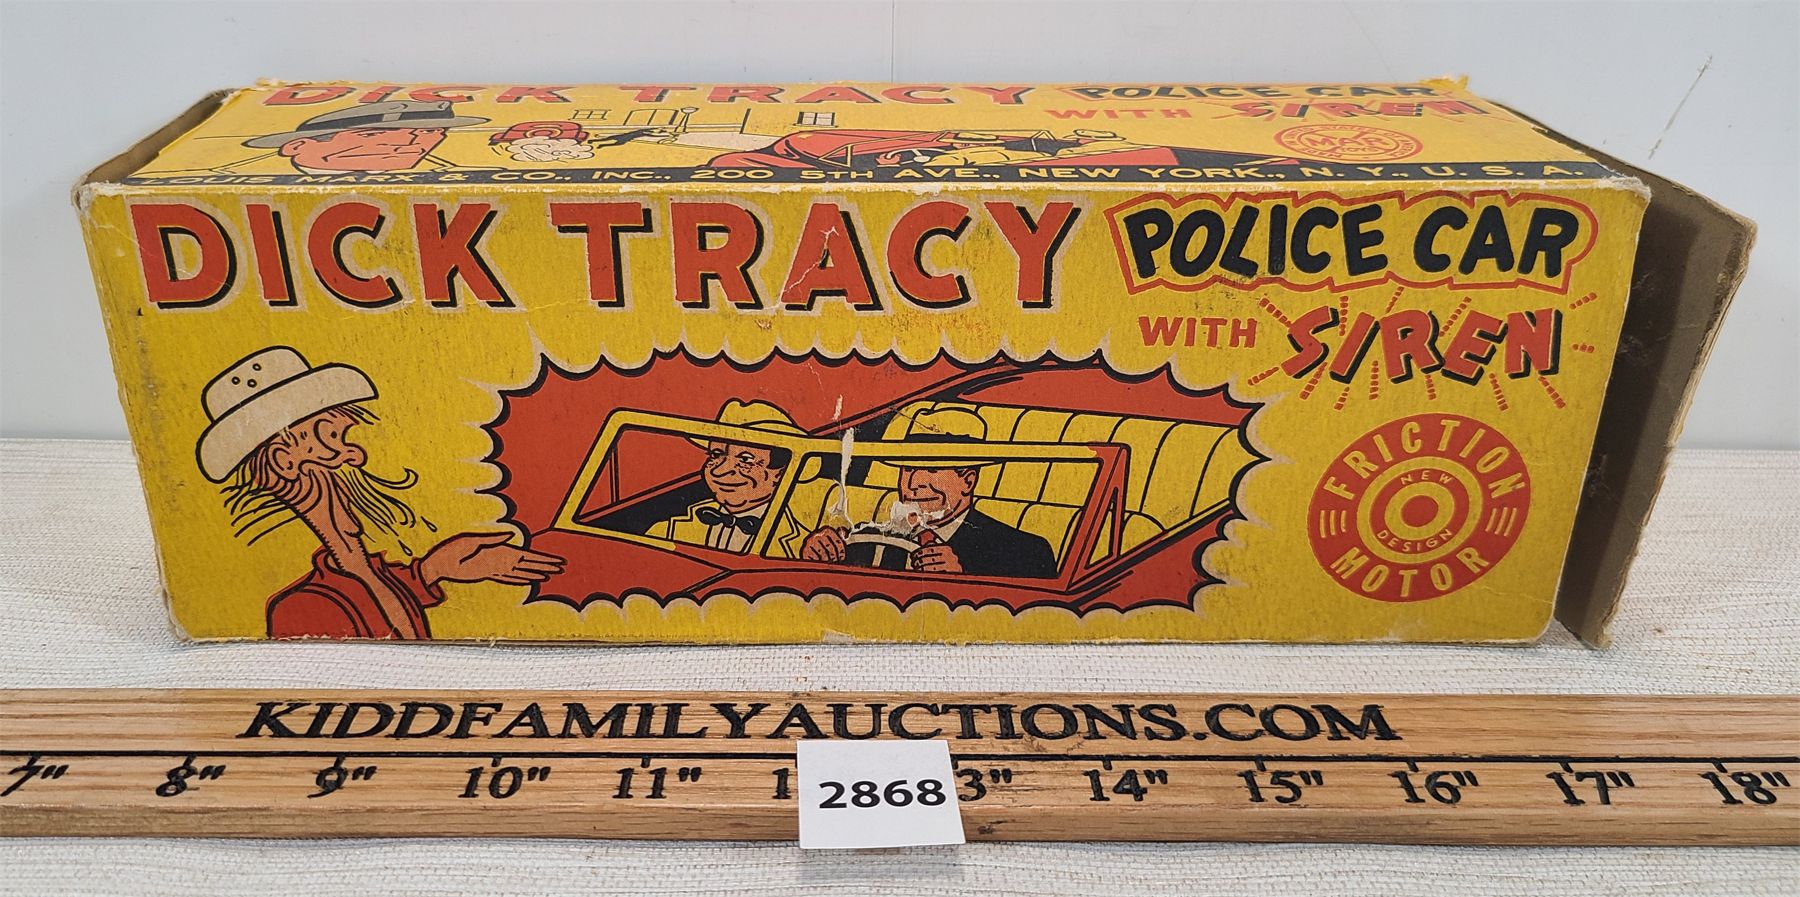 DICK TRACY POLICE CAR
WITH SIREN
MAR
LOUIS MARX & CO., INC., 200 5TH AVE., NEW YORK., N. Y., U. S. A.
DICK TRACY POLICE CAR
WITH SIREN
FRICTION
NEW
DESIGN
MOTOR
KIDDFAMILYAUCTIONS.COM
7" 8" 9" 10" 11" 1 3" 14" 15" 16" 17" 18"
2868